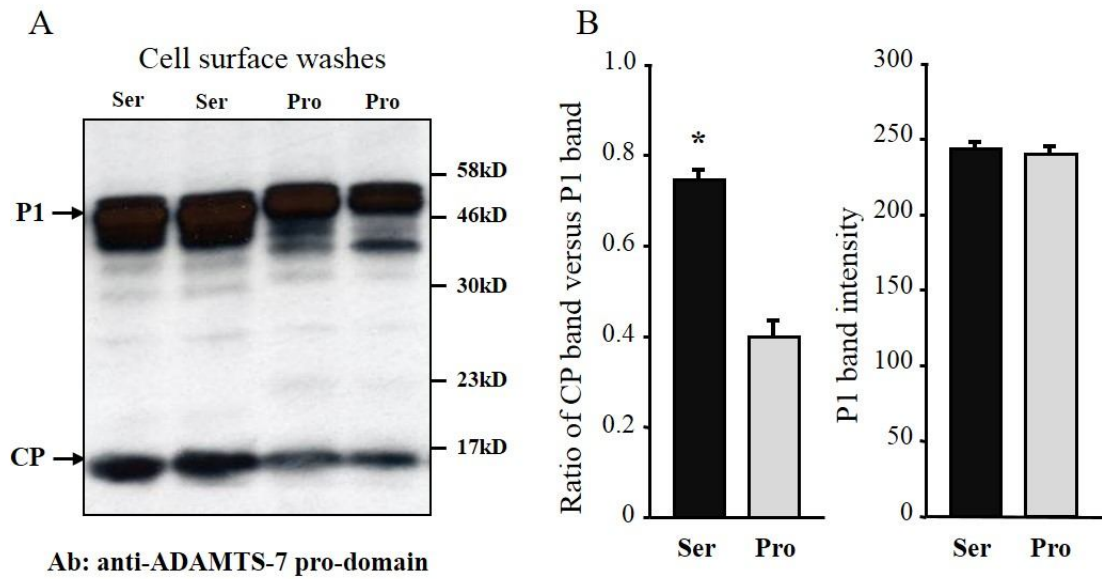 A
Cell surface washes
Ser Ser Pro Pro
58kD
P1
46kD
30kD
23kD
17kD
CP
Ab: anti-ADAMTS-7 pro-domain
B
Ratio of CP band versus P1 band
1.0
0.8
0.6
0.4
0.2
0
*
Ser Pro
P1 band intensity
300
250
200
150
100
50
0
Ser Pro